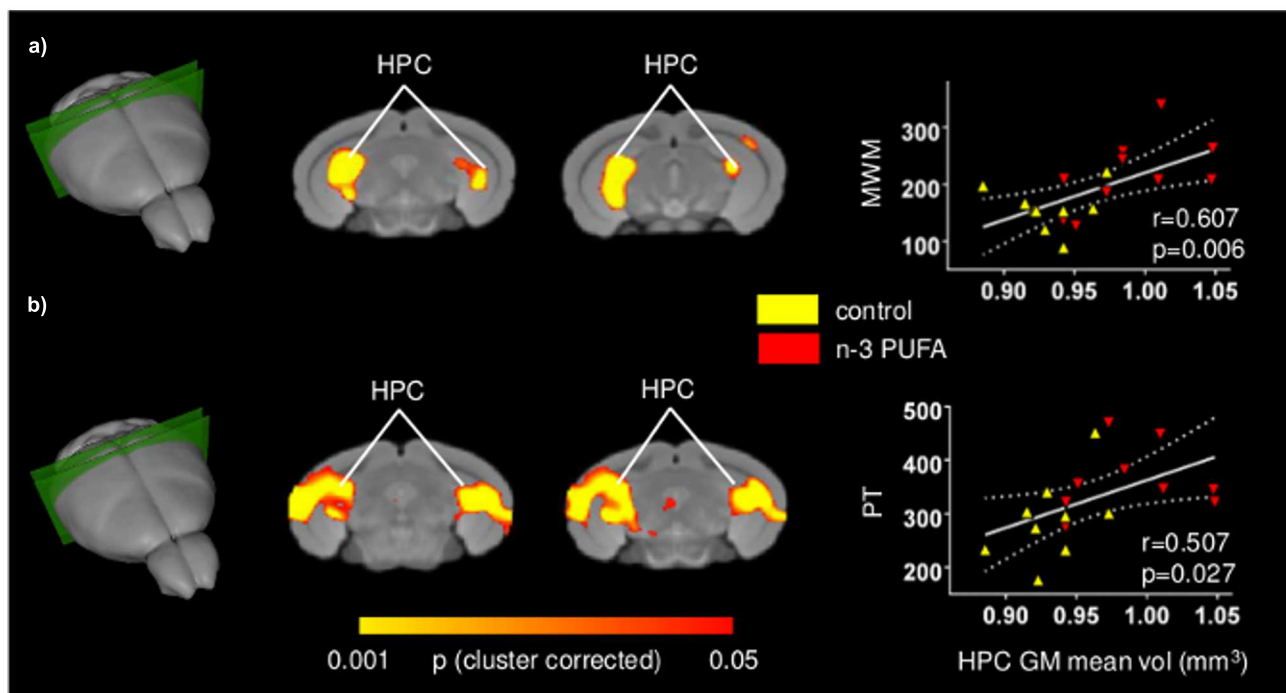 a)
HPC
HPC
MWM
300
200
100
r=0.607
p=0.006
0.90 0.95 1.00 1.05
b)
control
n-3 PUFA
HPC
HPC
PT
500
400
300
200
r=0.507
p=0.027
0.90 0.95 1.00 1.05
0.001 p (cluster corrected) 0.05
HPC GM mean vol (mm³)